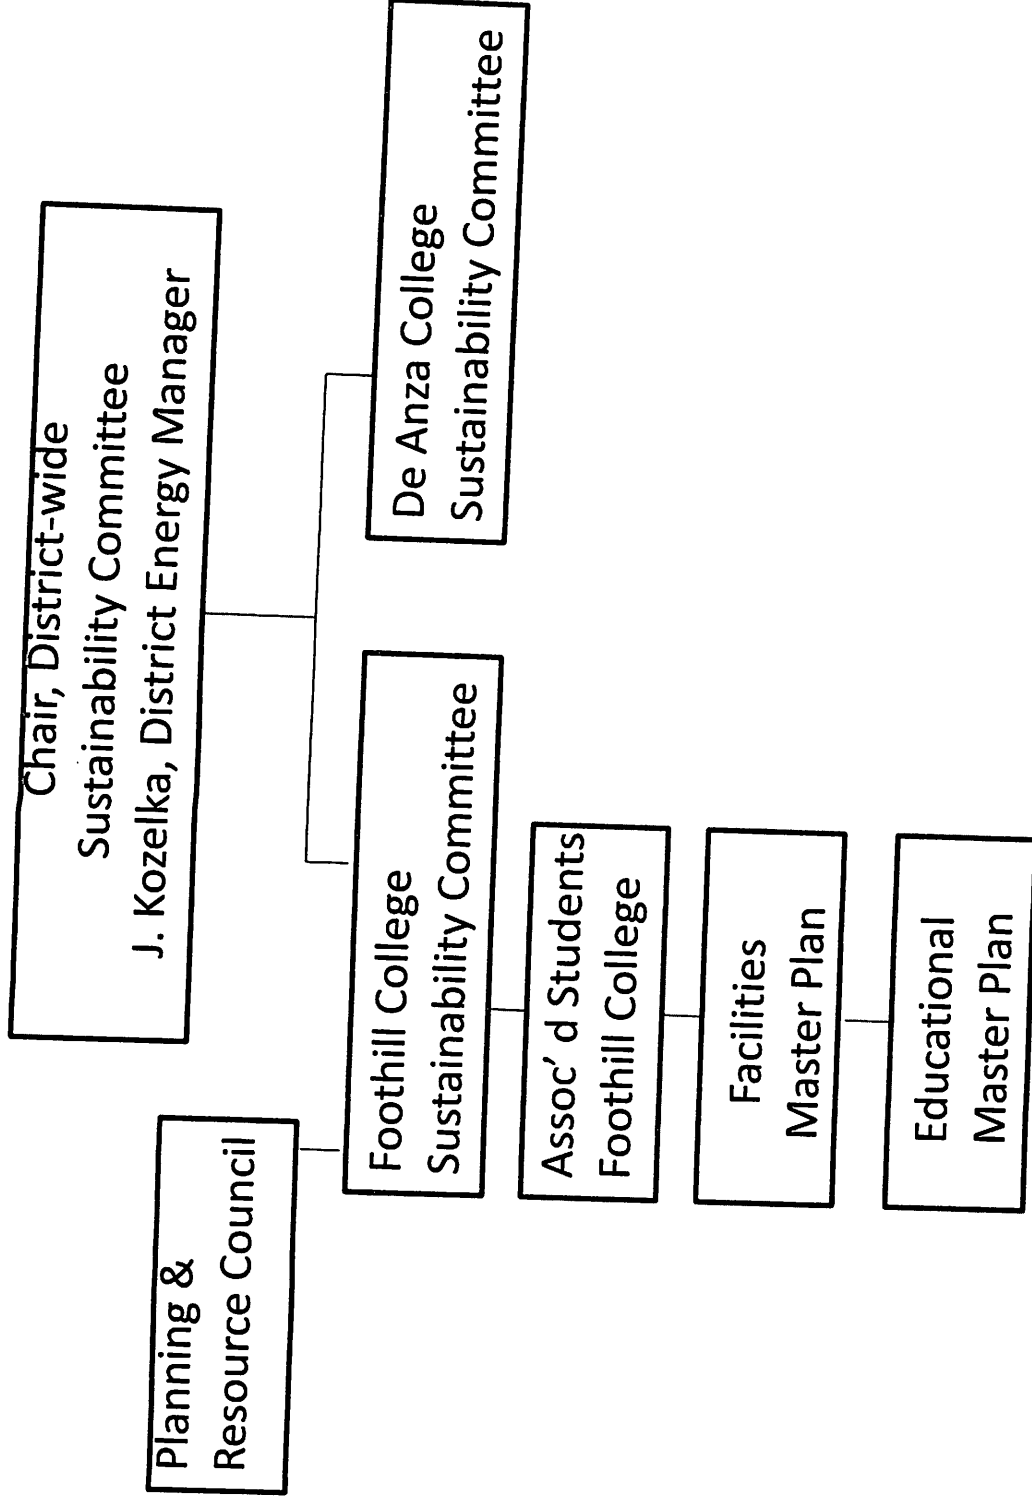 Chair, District-wide
Sustainability Committee
J. Kozelka, District Energy Manager
Planning &
Resource Council
Foothill College
Sustainability Committee
De Anza College
Sustainability Committee
Assoc’ d Students
Foothill College
Facilities
Master Plan
Educational
Master Plan